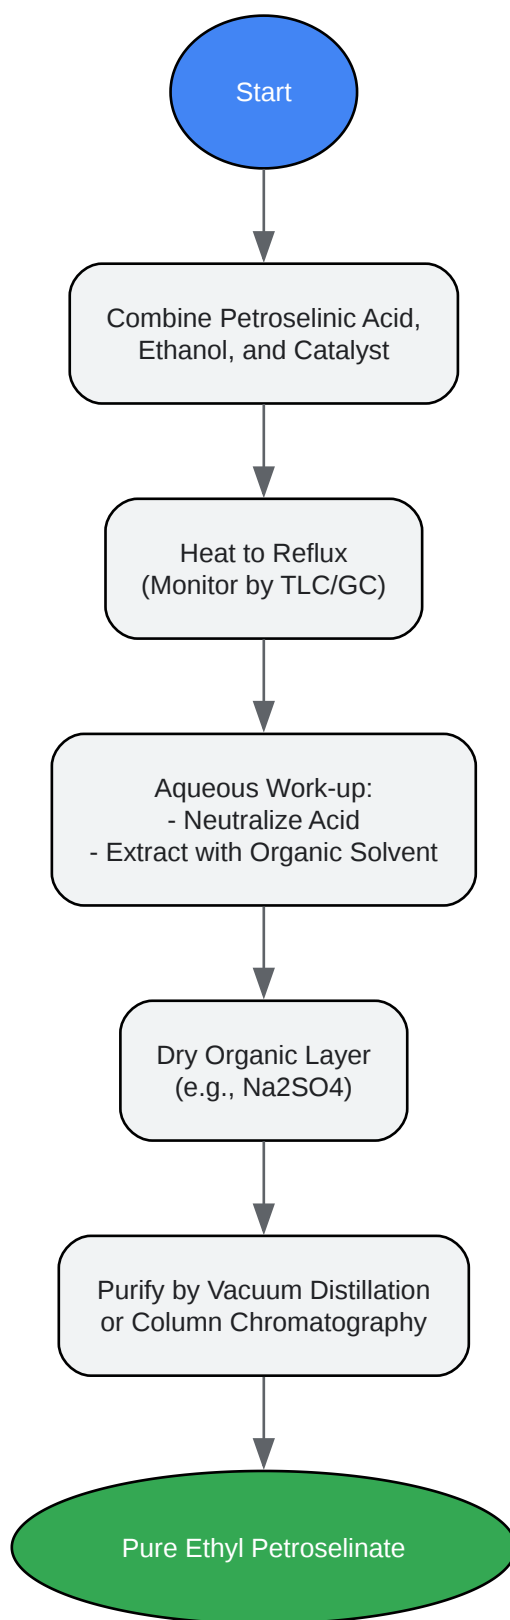 Start
Combine Petroselinic Acid,
Ethanol, and Catalyst
Heat to Reflux
(Monitor by TLC/GC)
Aqueous Work-up:
- Neutralize Acid
- Extract with Organic Solvent
Dry Organic Layer
(e.g., Na2SO4)
Purify by Vacuum Distillation
or Column Chromatography
Pure Ethyl Petroselinate